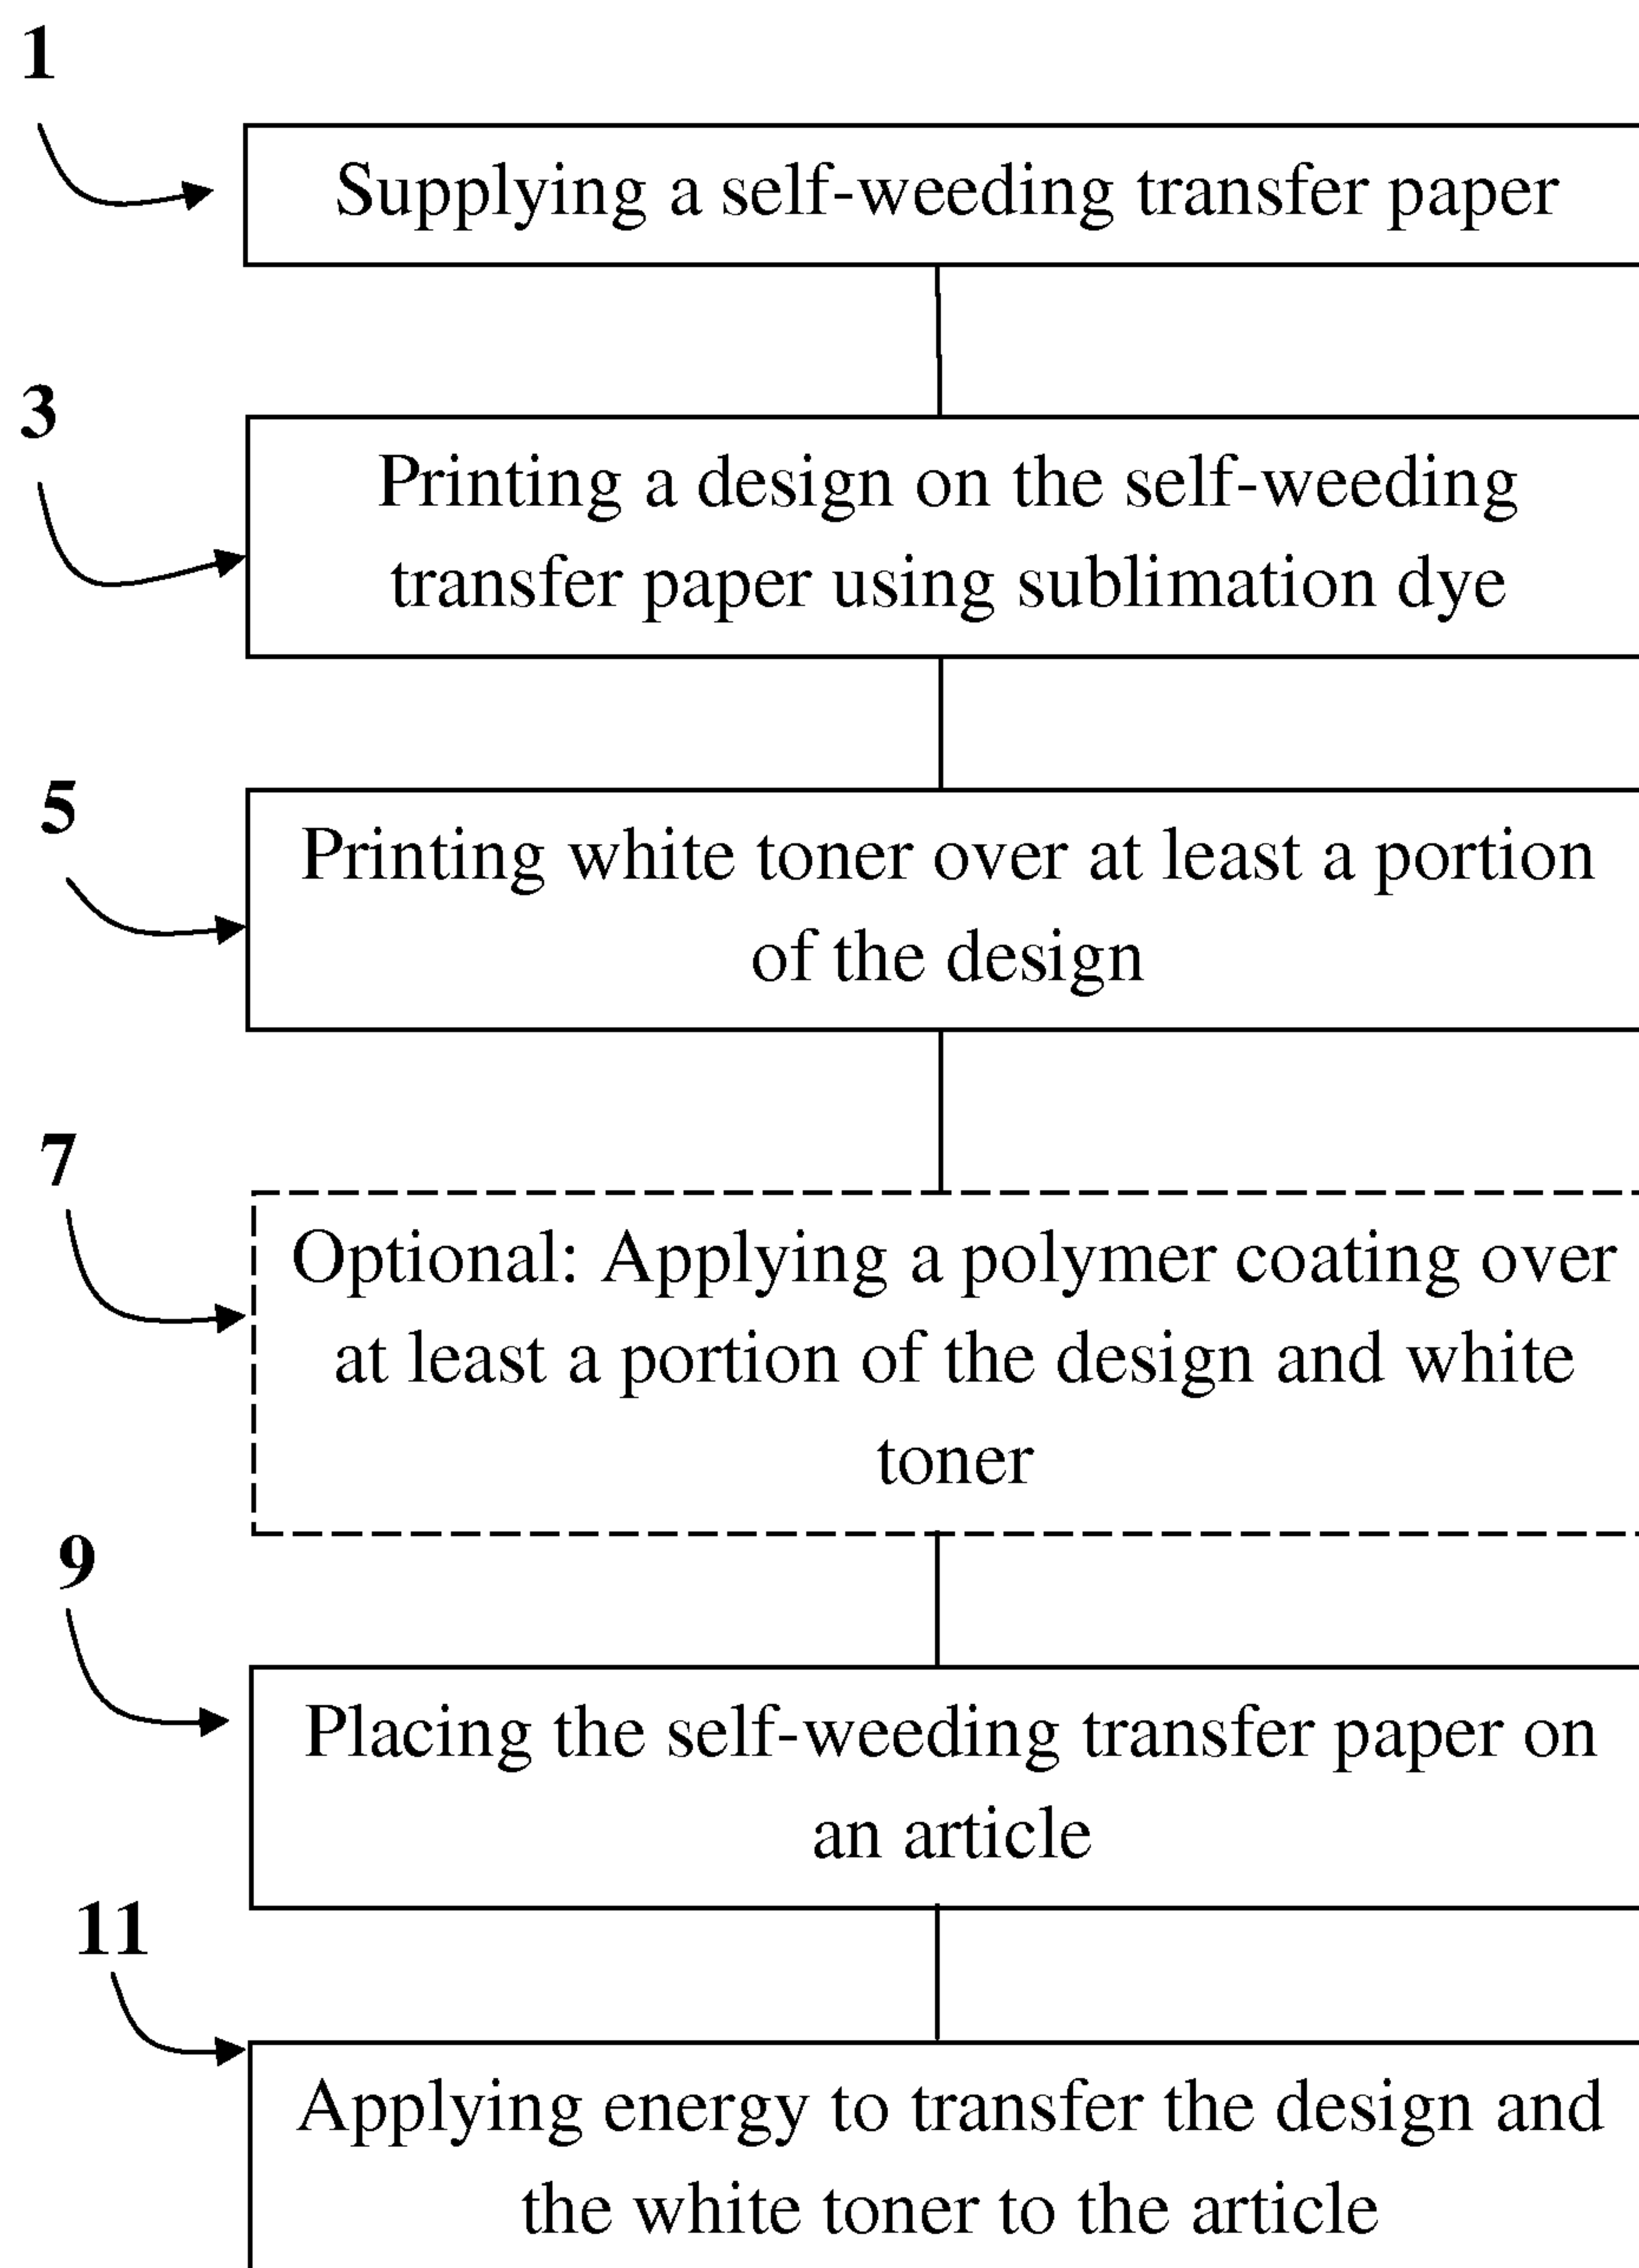 1
Supplying a self-weeding transfer paper
3
Printing a design on the self-weeding
transfer paper using sublimation dye
5
Printing white toner over at least a portion
of the design
7
Optional: Applying a polymer coating over
at least a portion of the design and white
toner
9
Placing the self-weeding transfer paper on
an article
11
Applying energy to transfer the design and
the white toner to the article